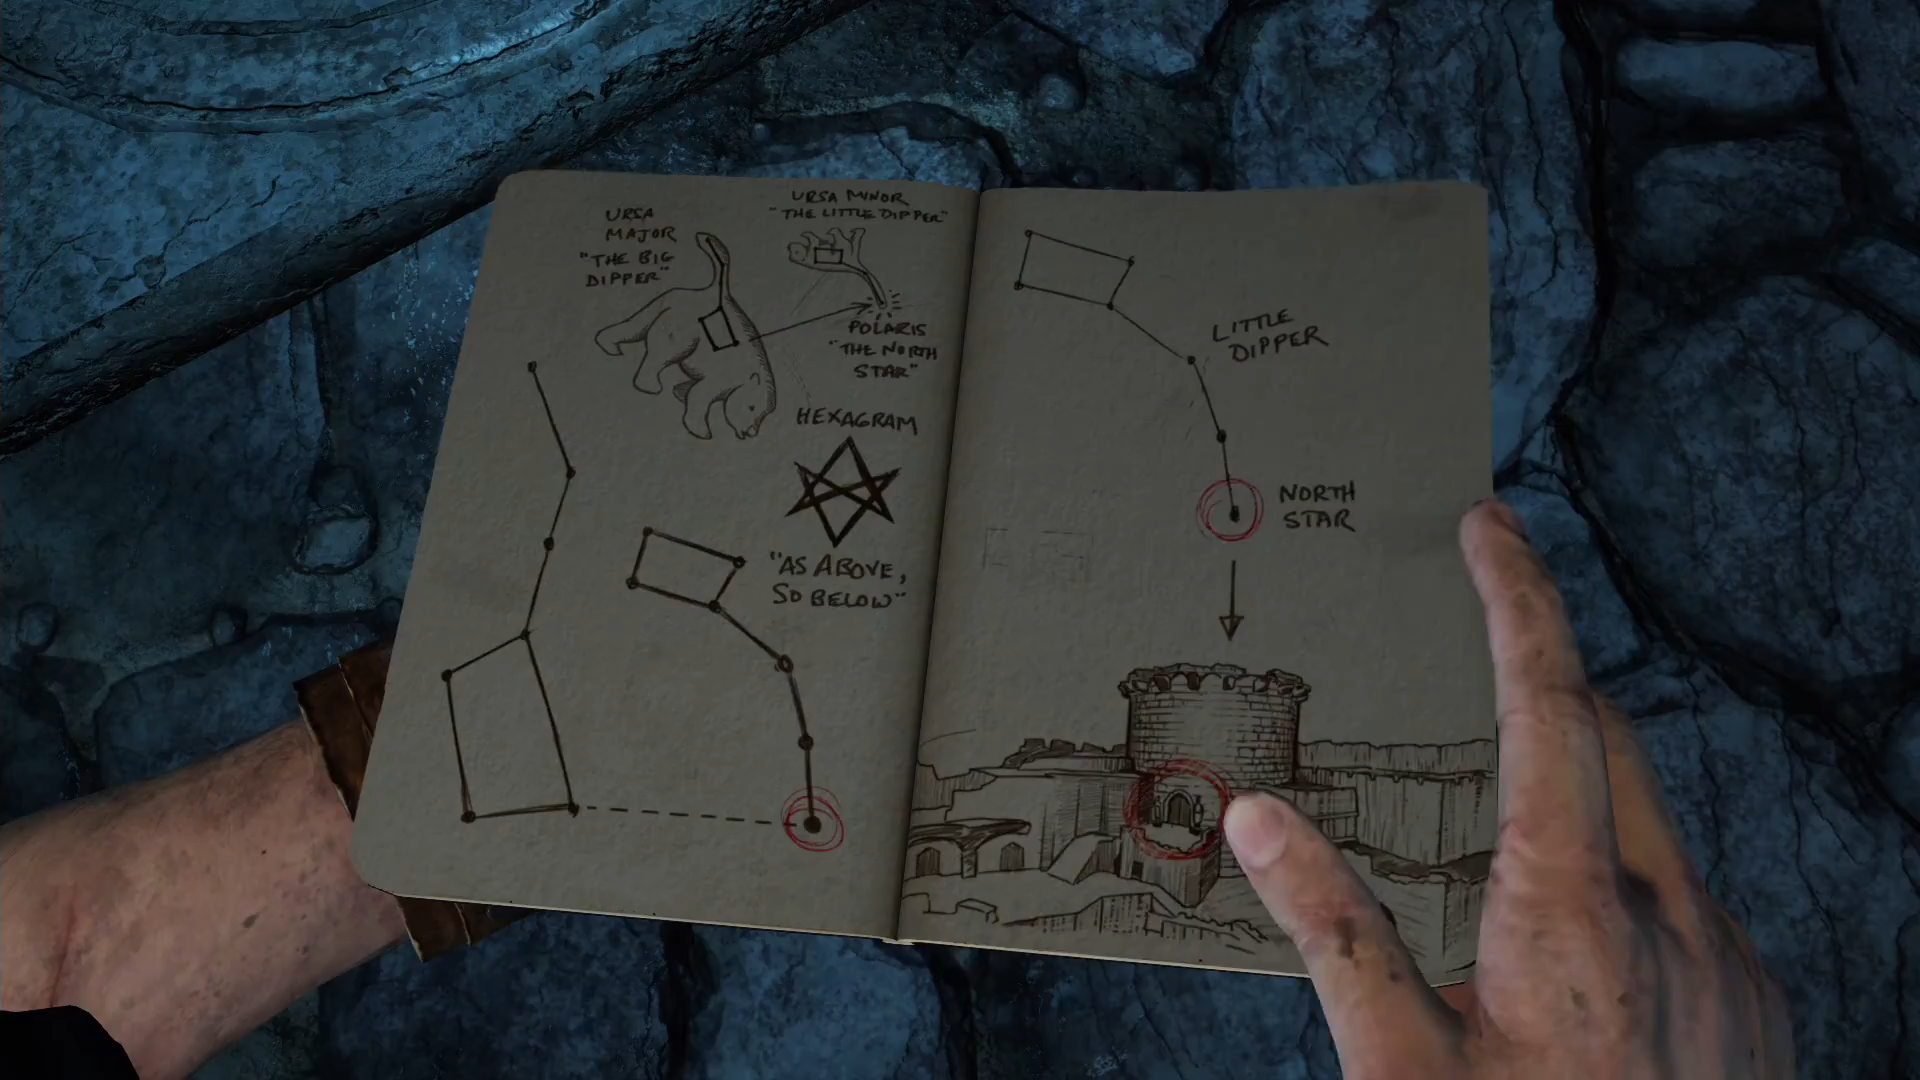 URSA
MAJOR
"THE BIG
DIPPER"
URSA MINOR
"THE LITTLE DIPPER"
POLARIS
"THE NORTH
STAR"
HEXAGRAM
"AS ABOVE,
SO BELOW"
LITTLE
DIPPER
NORTH
STAR